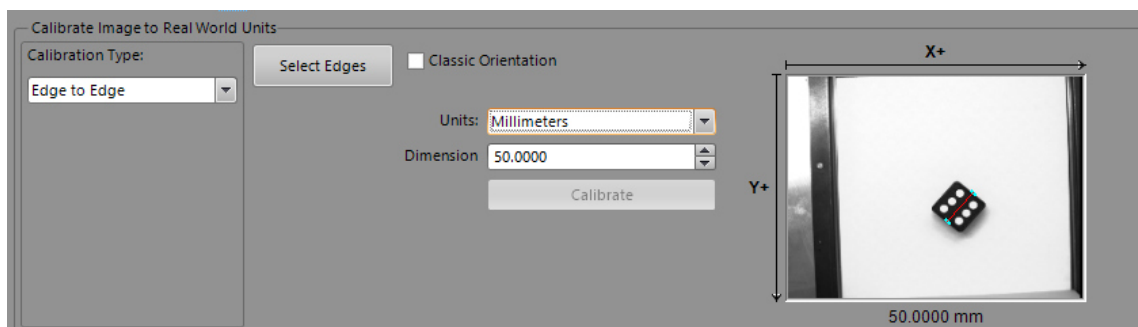 Calibrate Image to Real World Units
Calibration Type:
Edge to Edge
Select Edges
Classic Orientation
Units: Millimeters
Dimension 50.0000
Calibrate
X+
Y+
50.0000 mm